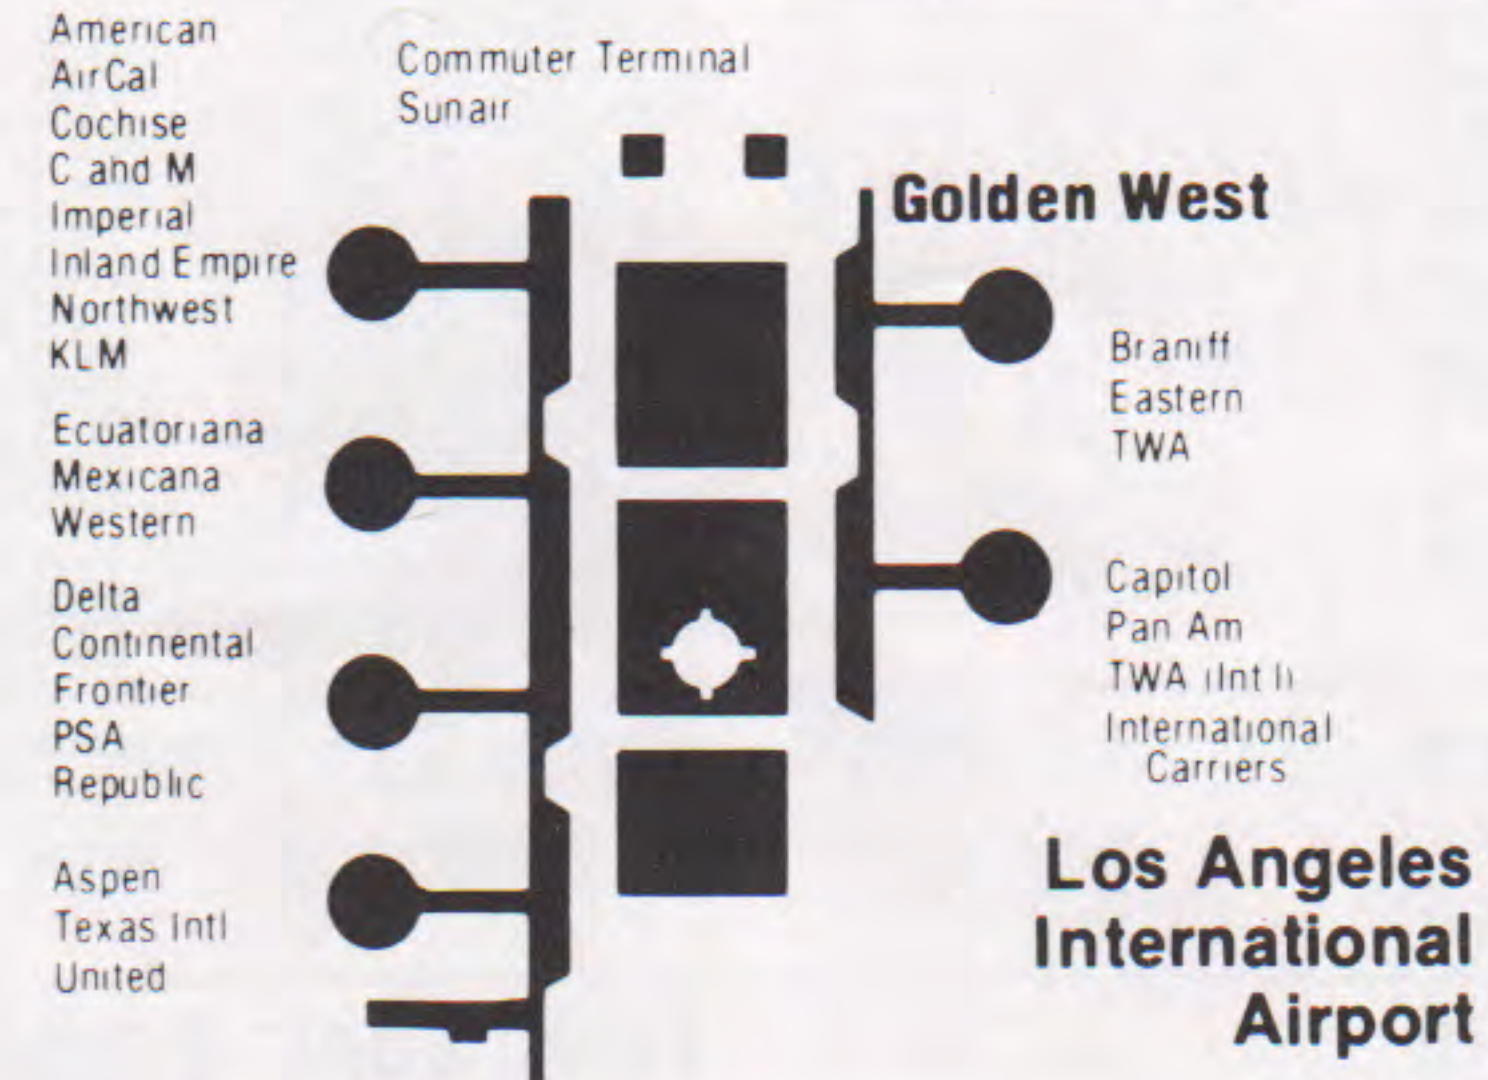 American
AirCal
Cochise
C and M
Imperial
Inland Empire
Northwest
KLM
Ecuatoriana
Mexicana
Western
Delta
Continental
Frontier
PSA
Republic
Aspen
Texas Intl
United
Commuter Terminal
Sunair
Golden West
Braniff
Eastern
TWA
Capitol
Pan Am
TWA (Int'l)
International
Carriers
Los Angeles
International
Airport